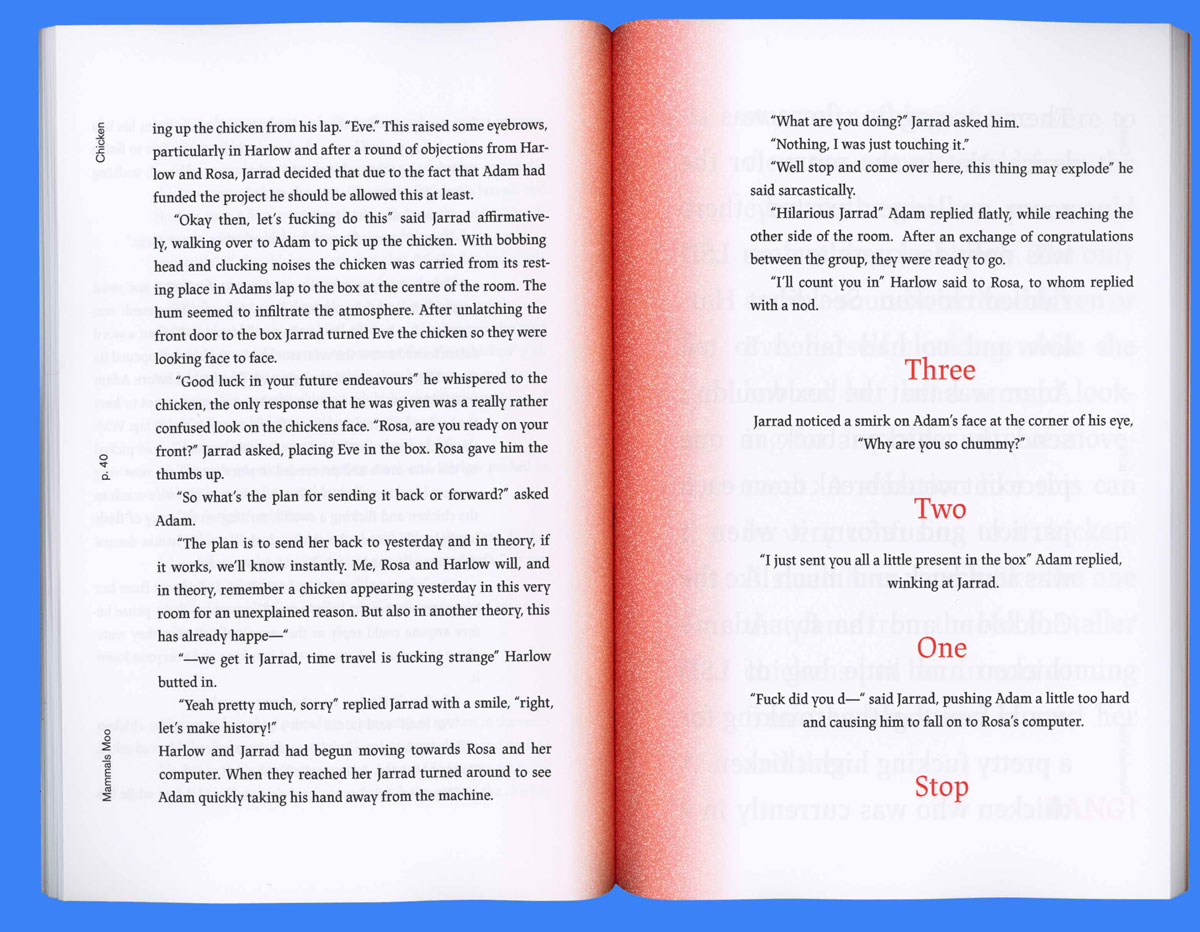 Chicken
p. 40
Mammals Moo
ing up the chicken from his lap. “Eve.” This raised some eyebrows,
particularly in Harlow and after a round of objections from Har-
low and Rosa, Jarrad decided that due to the fact that Adam had
funded the project he should be allowed this at least.
“Okay then, let’s fucking do this” said Jarrad affirmative-
ly, walking over to Adam to pick up the chicken. With bobbing
head and clucking noises the chicken was carried from its rest-
ing place in Adams lap to the box at the centre of the room. The
hum seemed to infiltrate the atmosphere. After unlatching the
front door to the box Jarrad turned Eve the chicken so they were
looking face to face.
“Good luck in your future endeavours” he whispered to the
chicken, the only response that he was given was a really rather
confused look on the chickens face. “Rosa, are you ready on your
front?” Jarrad asked, placing Eve in the box. Rosa gave him the
thumbs up.
“So what’s the plan for sending it back or forward?” asked
Adam.
“The plan is to send her back to yesterday and in theory, if
it works, we’ll know instantly. Me, Rosa and Harlow will, and
in theory, remember a chicken appearing yesterday in this very
room for an unexplained reason. But also in another theory, this
has already happe—“
“—we get it Jarrad, time travel is fucking strange” Harlow
butted in.
“Yeah pretty much, sorry” replied Jarrad with a smile, “right,
let’s make history!”
Harlow and Jarrad had begun moving towards Rosa and her
computer. When they reached her Jarrad turned around to see
Adam quickly taking his hand away from the machine.
“What are you doing?” Jarrad asked him.
“Nothing, I was just touching it.”
“Well stop and come over here, this thing may explode” he
said sarcastically.
“Hilarious Jarrad” Adam replied flatly, while reaching the
other side of the room. After an exchange of congratulations
between the group, they were ready to go.
“I’ll count you in” Harlow said to Rosa, to whom replied
with a nod.
Three
Jarrad noticed a smirk on Adam’s face at the corner of his eye,
“Why are you so chummy?”
Two
“I just sent you all a little present in the box” Adam replied,
winking at Jarrad.
One
“Fuck did you d—“ said Jarrad, pushing Adam a little too hard
and causing him to fall on to Rosa’s computer.
Stop